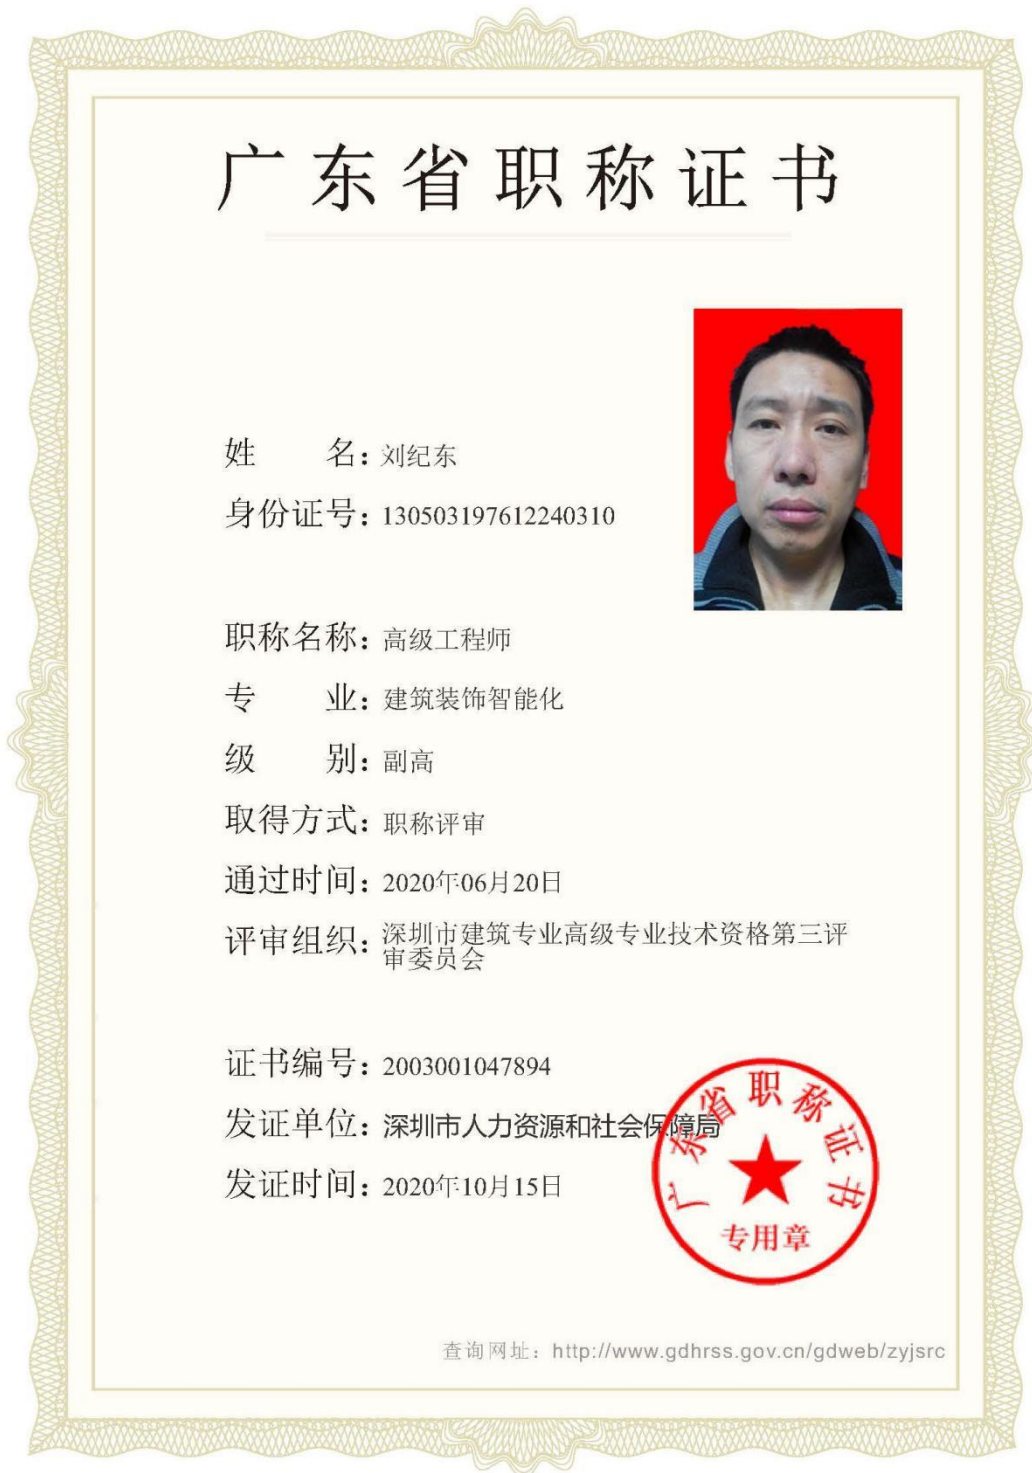 广东省职称证书
姓 名：刘纪东
身份证号：130503197612240310
职称名称：高级工程师
专 业：建筑装饰智能化
级 别：副高
取得方式：职称评审
通过时间：2020年06月20日
评审组织：深圳市建筑专业高级专业技术资格第三评
审委员会
证书编号：2003001047894
发证单位：深圳市人力资源和社会保障局
发证时间：2020年10月15日
广东省职称证书
专用章
查询网址：http://www.gdhrss.gov.cn/gdweb/zyjsrc